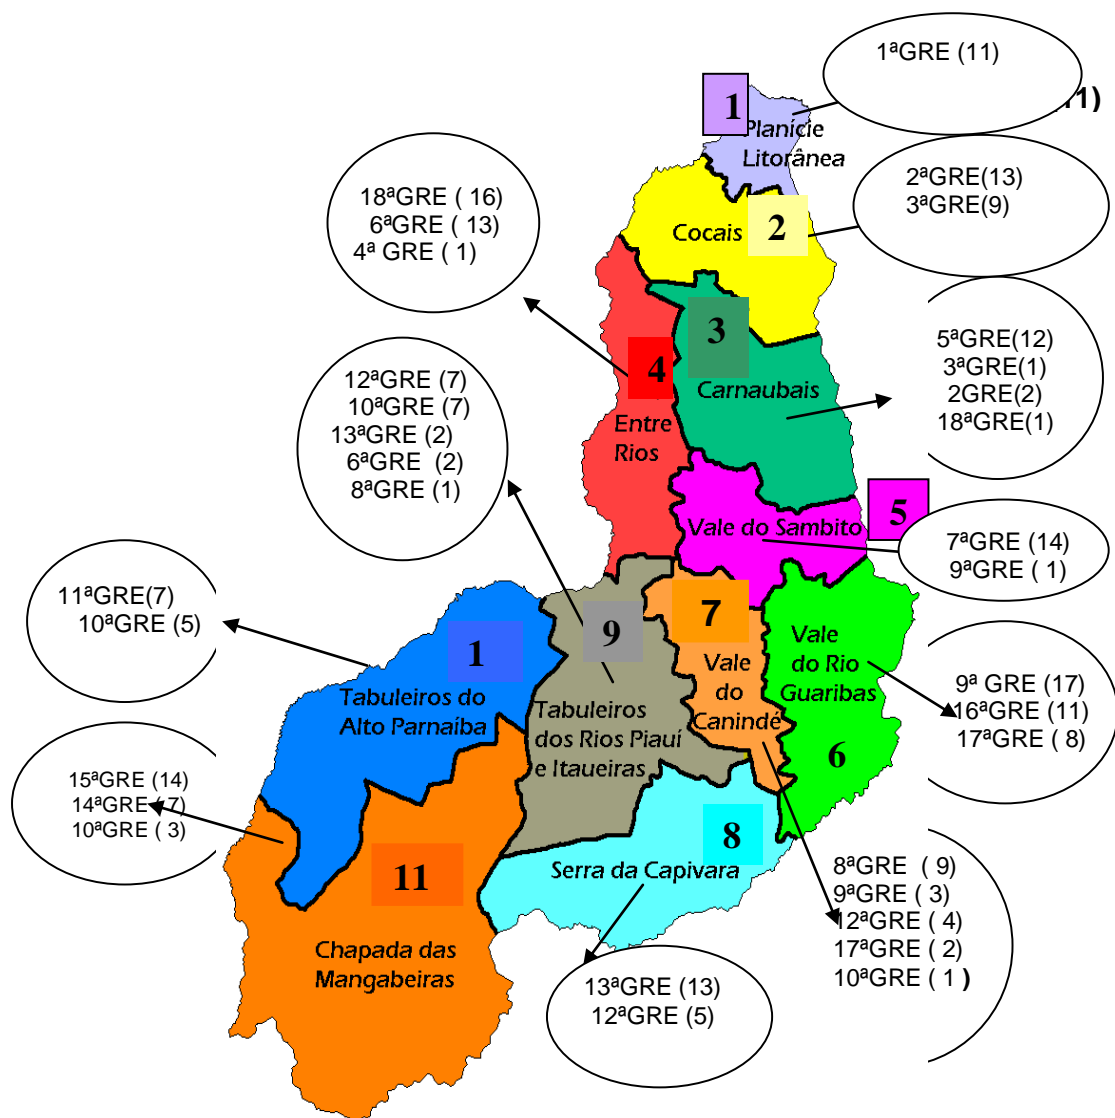 1ªGRE (11)
1)
1
Planície
Litorânea
18ªGRE ( 16)
6ªGRE ( 13)
4ª GRE ( 1)
2ªGRE(13)
3ªGRE(9)
Cocais
2
3
4
Carnaubais
5ªGRE(12)
3ªGRE(1)
2GRE(2)
18ªGRE(1)
12ªGRE (7)
10ªGRE (7)
13ªGRE (2)
6ªGRE (2)
8ªGRE (1)
Entre
Rios
5
Vale do Sambito
7ªGRE (14)
9ªGRE ( 1)
11ªGRE(7)
10ªGRE (5)
1
9
7
Vale
do Rio
Guaribas
6
Vale
do
Canindé
9ª GRE (17)
16ªGRE (11)
17ªGRE ( 8)
Tabuleiros do
Alto Parnaíba
Tabuleiros
dos Rios Piauí
e Itaueiras
15ªGRE (14)
14ªGRE ( 7)
10ªGRE ( 3)
8
11
Serra da Capivara
8ªGRE ( 9)
9ªGRE ( 3)
12ªGRE ( 4)
17ªGRE ( 2)
10ªGRE ( 1 )
Chapada das
Mangabeiras
13ªGRE (13)
12ªGRE (5)